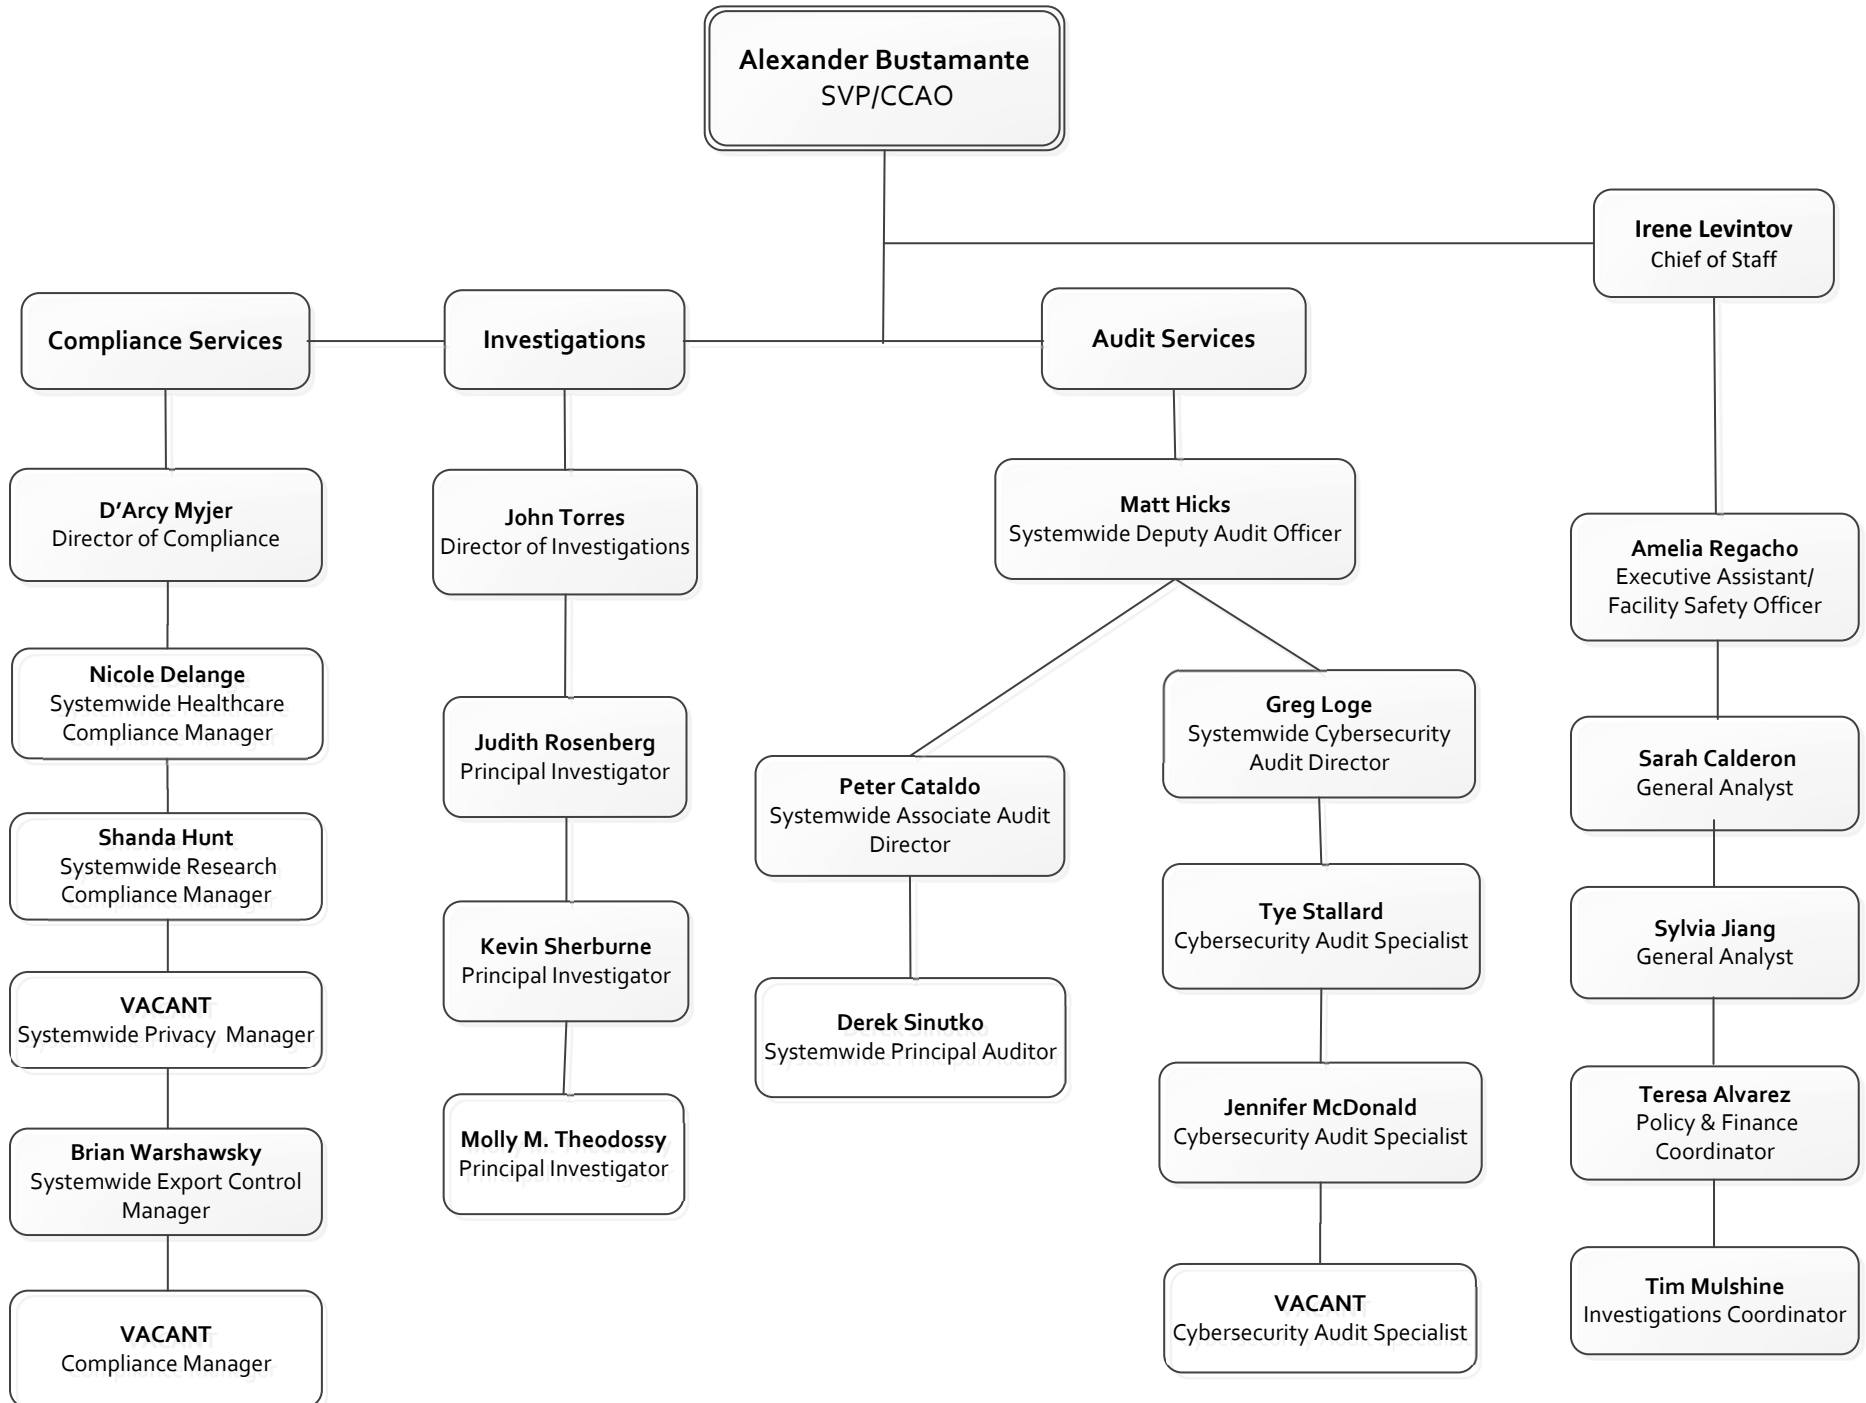 Alexander Bustamante
SVP/CCAO
Irene Levintov
Chief of Staff
Compliance Services
Investigations
Audit Services
D’Arcy Myjer
Director of Compliance
Nicole Delange
Systemwide Healthcare
Compliance Manager
Shanda Hunt
Systemwide Research
Compliance Manager
VACANT
Systemwide Privacy  Manager
Brian Warshawsky
Systemwide Export Control
Manager
VACANT
Compliance Manager
John Torres
Director of Investigations
Judith Rosenberg
Principal Investigator
Kevin Sherburne
Principal Investigator
Molly M. Theodossy
Principal Investigator
Matt Hicks
Systemwide Deputy Audit Officer
Peter Cataldo
Systemwide Associate Audit
Director
Derek Sinutko
Systemwide Principal Auditor
Greg Loge
Systemwide Cybersecurity
Audit Director
Tye Stallard
Cybersecurity Audit Specialist
Jennifer McDonald
Cybersecurity Audit Specialist
VACANT
Cybersecurity Audit Specialist
Amelia Regacho
Executive Assistant/
Facility Safety Officer
Sarah Calderon
General Analyst
Sylvia Jiang
General Analyst
Teresa Alvarez
Policy & Finance
Coordinator
Tim Mulshine
Investigations Coordinator